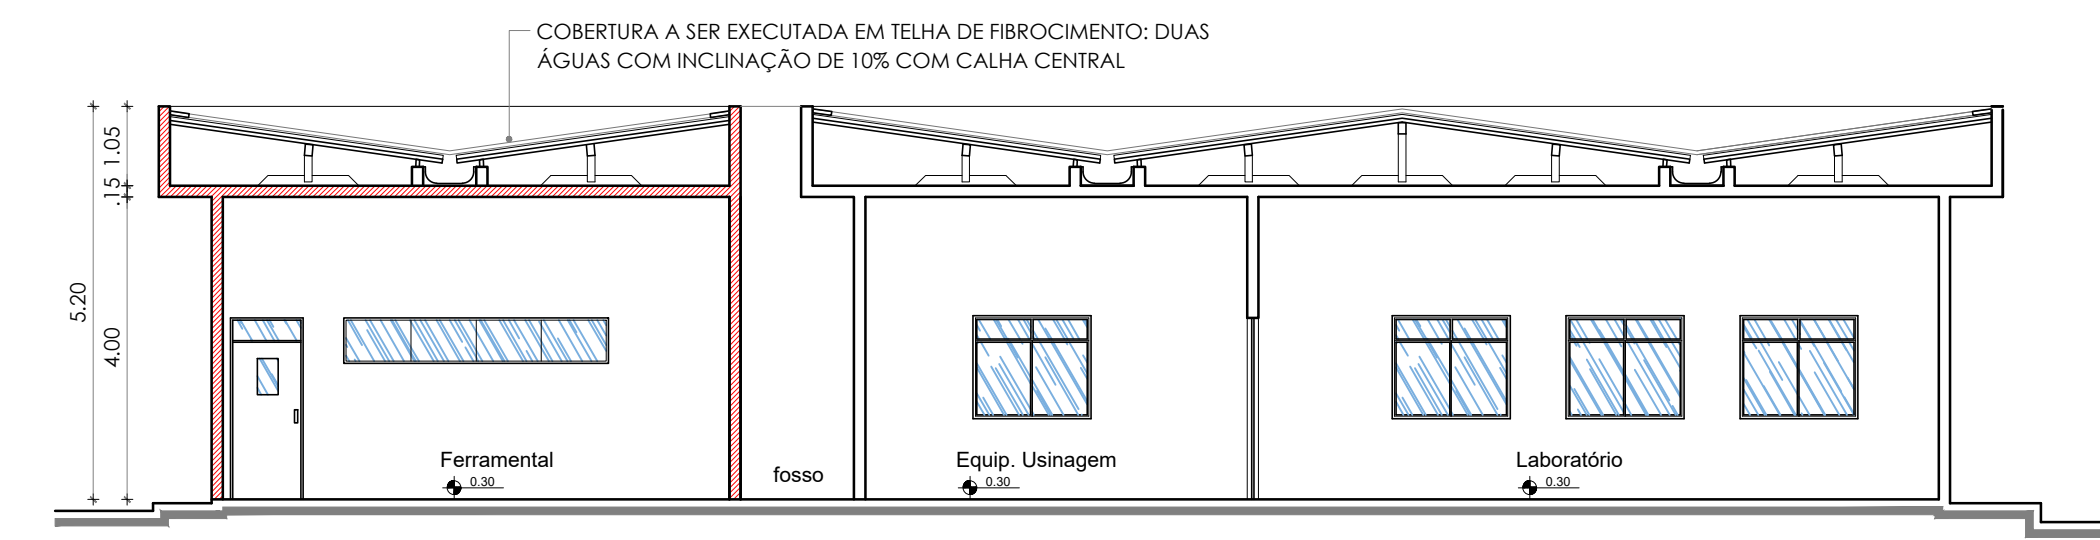 COBERTURA A SER EXECUTADA EM TELHA DE FIBROCIMENTO: DUAS
ÁGUAS COM INCLINAÇÃO DE 10% COM CALHA CENTRAL
1.05
.15
5.20
4.00
Ferramental
0.30
fosso
Equip. Usinagem
0.30
Laboratório
0.30